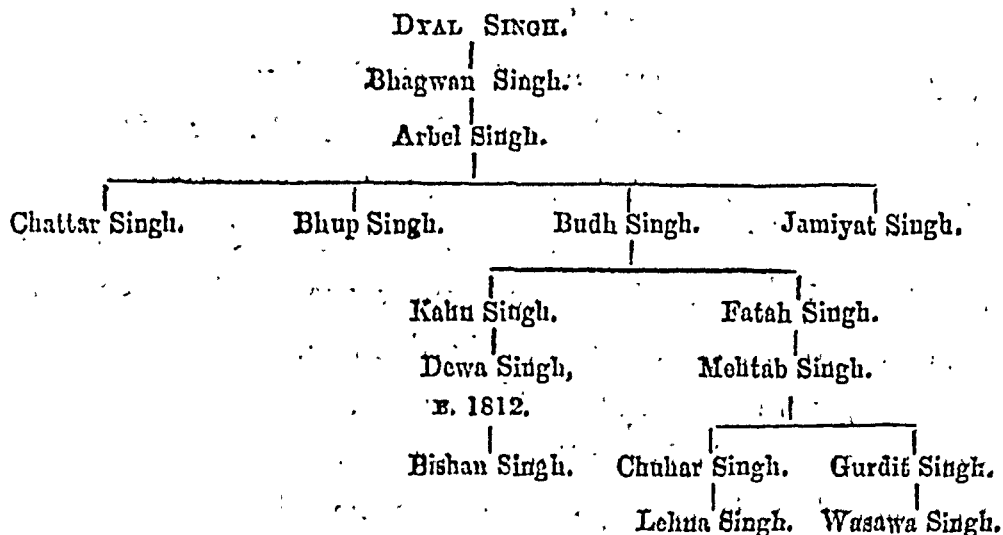 DYAL SINGH.
Bhagwan Singh.
Arbel Singh.
Chattar Singh. Bhup Singh. Budh Singh. Jamiyat Singh.
Kahn Singh. Fatah Singh.
Dewa Singh, Mehtab Singh.
B. 1812.
Bishan Singh. Chuhar Singh. Gurdit Singh.
Lehna Singh. Wasawa Singh.